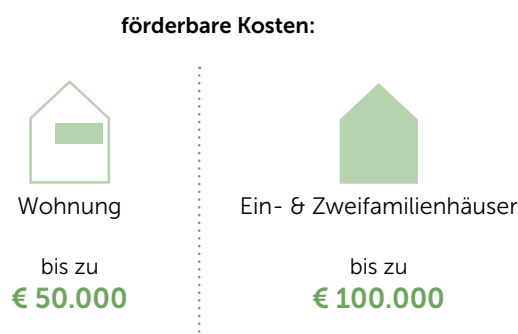 förderbare Kosten:
Wohnung
bis zu
€ 50.000
Ein- & Zweifamilienhäuser
bis zu
€ 100.000